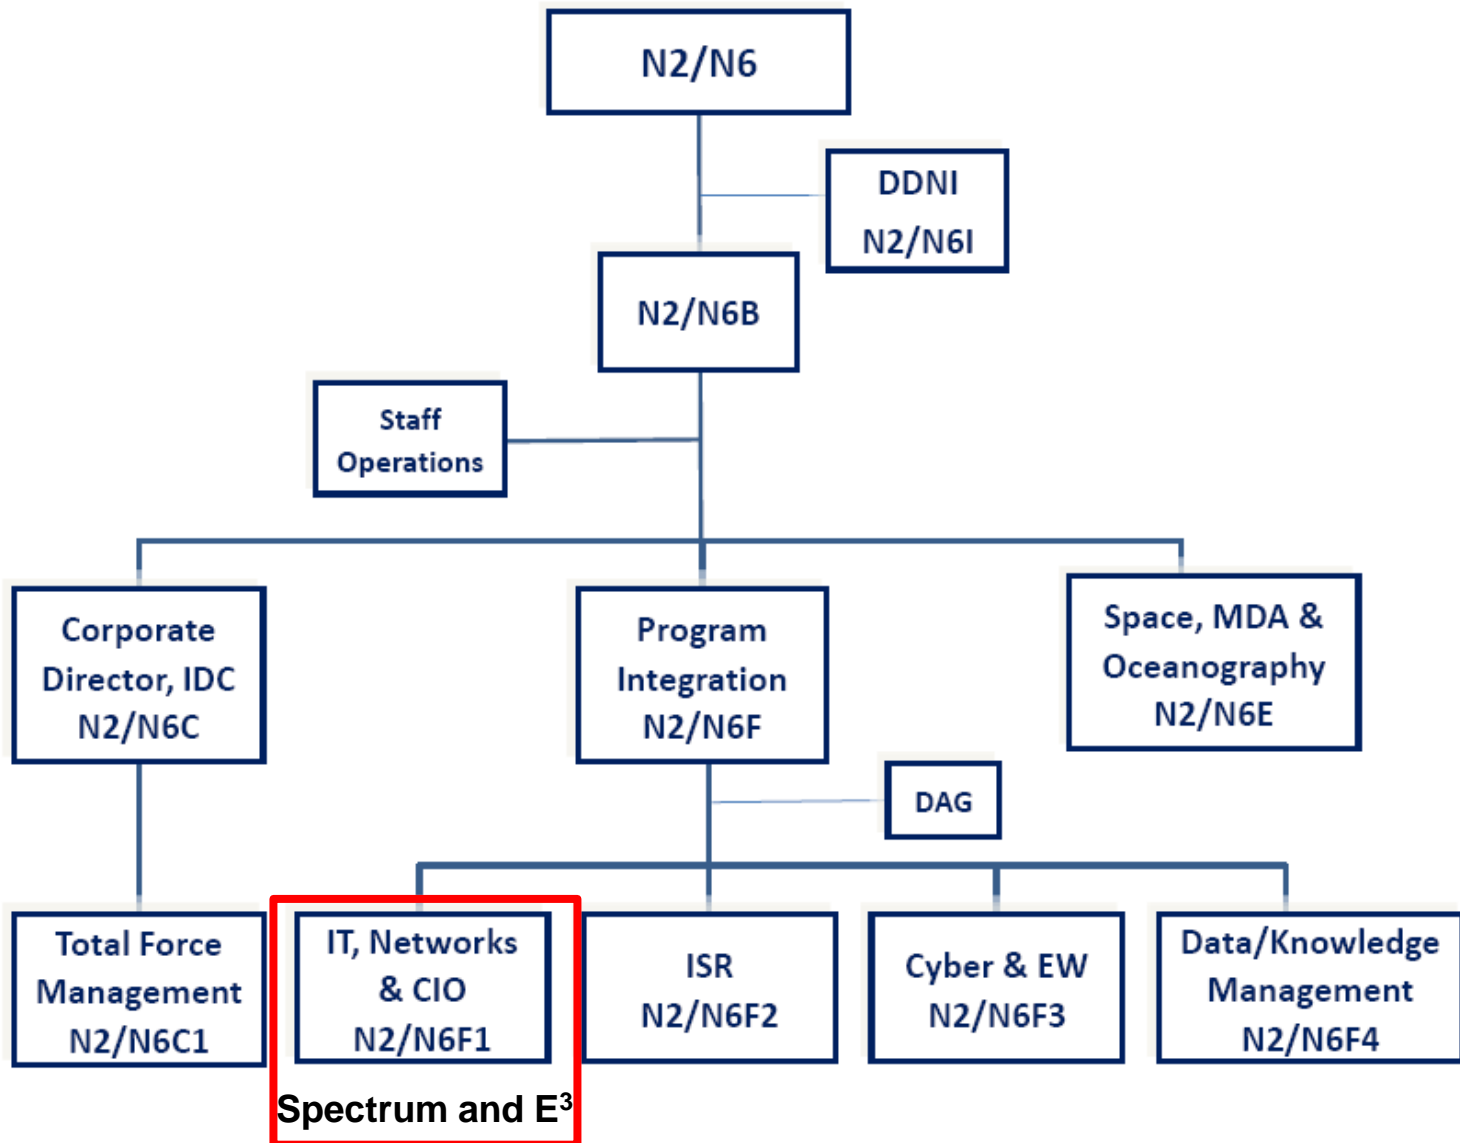 N2/N6
DDNI
N2/N6I
N2/N6B
Staff
Operations
Corporate
Director, IDC
N2/N6C
Program
Integration
N2/N6F
Space, MDA &
Oceanography
N2/N6E
DAG
Total Force
Management
N2/N6C1
IT, Networks
& CIO
N2/N6F1
Spectrum and E³
ISR
N2/N6F2
Cyber & EW
N2/N6F3
Data/Knowledge
Management
N2/N6F4